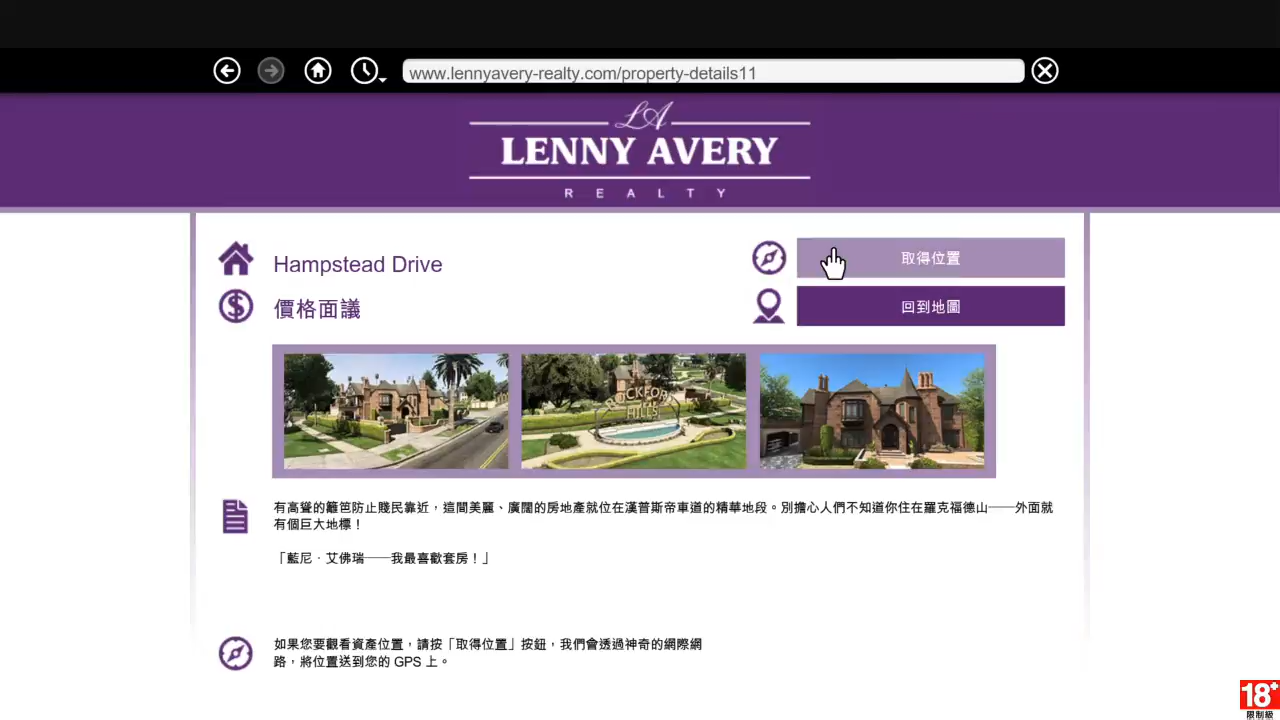 www.lennyavery-realty.com/property-details11
LA
LENNY AVERY
REALTY
Hampstead Drive
取得位置
價格面議
回到地圖
ROCKFORD HILLS
有高聳的籬笆防止賤民靠近，這間美麗、廣闊的房地產就位在漢普斯帝車道的精華地段。別擔心人們不知道你住在羅克福德山──外面就
有個巨大地標！
「藍尼．艾佛瑞──我最喜歡套房！」
如果您要觀看資產位置，請按「取得位置」按鈕，我們會透過神奇的網際網
路，將位置送到您的 GPS 上。
18+
限制級